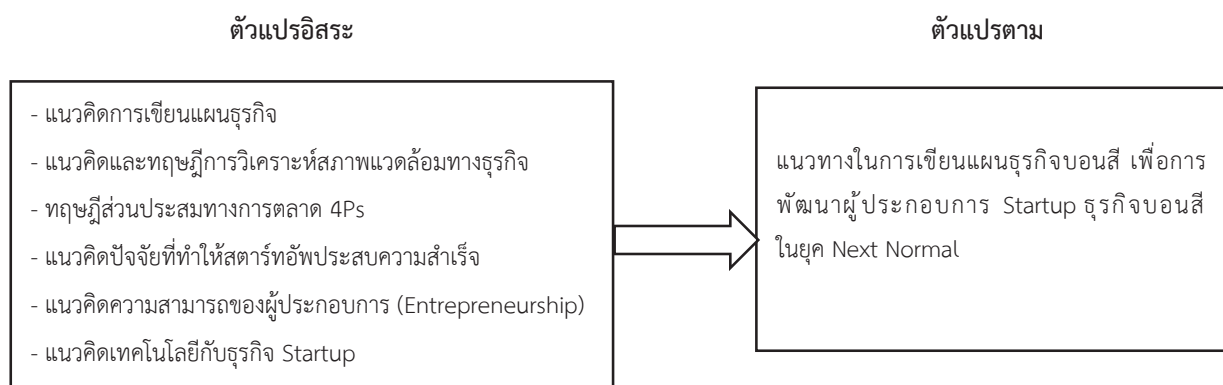 ตัวแปรอิสระ
- แนวคิดการเขียนแผนธุรกิจ
- แนวคิดและทฤษฎีการวิเคราะห์สภาพแวดล้อมทางธุรกิจ
- ทฤษฎีส่วนประสมทางการตลาด 4Ps
- แนวคิดปัจจัยที่ทำให้สตาร์ทอัพประสบความสำเร็จ
- แนวคิดความสามารถของผู้ประกอบการ (Entrepreneurship)
- แนวคิดเทคโนโลยีกับธุรกิจ Startup
ตัวแปรตาม
แนวทางในการเขียนแผนธุรกิจบอนสี เพื่อการ
พัฒนาผู้ประกอบการ Startup ธุรกิจบอนสี
ในยุค Next Normal